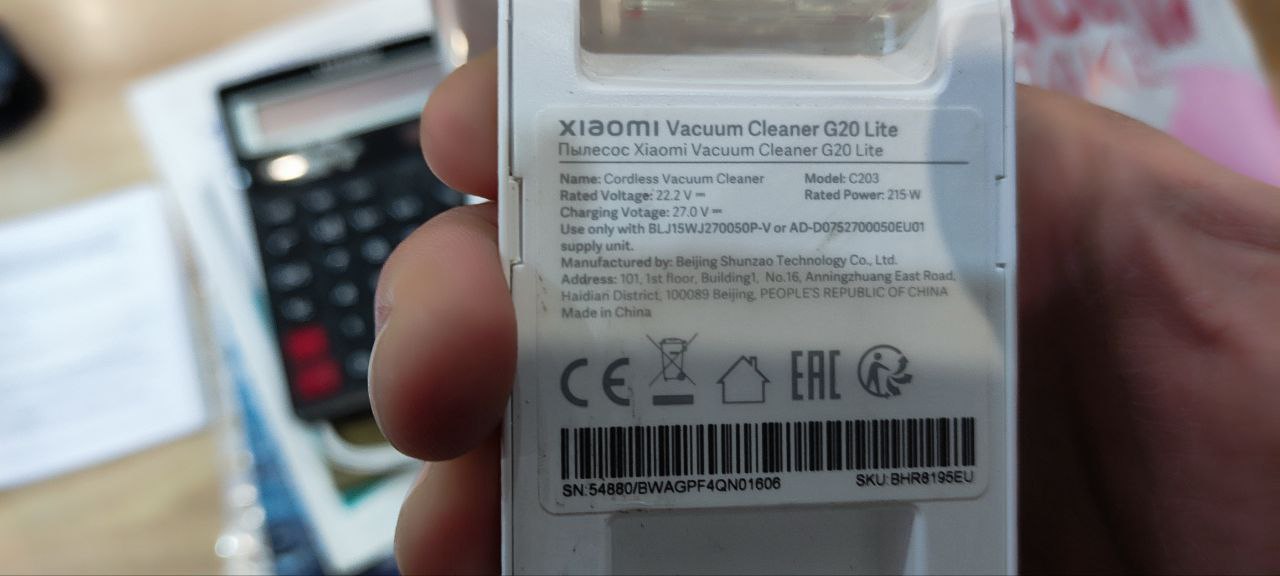 xiaomi Vacuum Cleaner G20 Lite
Пылесос Xiaomi Vacuum Cleaner G20 Lite
Name: Cordless Vacuum Cleaner Model: C203
Rated Voltage: 22.2 V⎓ Rated Power: 215 W
Charging Votage: 27.0 V⎓
Use only with BLJ15WJ270050P-V or AD-D0752700050EU01
supply unit.
Manufactured by: Beijing Shunzao Technology Co., Ltd.
Address: 101, 1st floor, Building1, No.16, Anningzhuang East Road,
Haidian District, 100089 Beijing, PEOPLE'S REPUBLIC OF CHINA
Made in China
CE EAC
SN: 54880/BWAGPF4QN01606 SKU: BHR8195EU